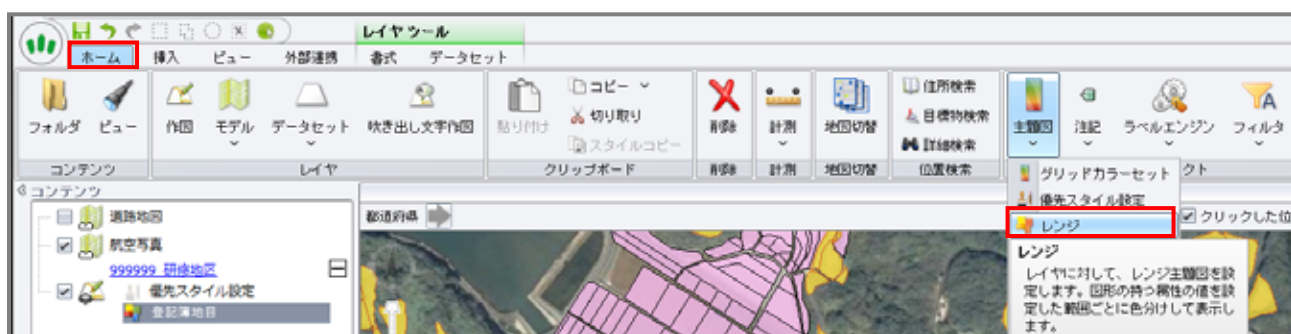 レイヤ ツール
ホーム 挿入 ビュー 外部連携 書式 データセット
フォルダ ビュー 作図 モデル データセット 吹き出し文字作図 貼り付け コピー 切り取り スタイルコピー 削除 計測 地図切替 住所検索 目標物検索 詳細検索 主題図 注記 ラベルエンジン フィルタ
コンテンツ レイヤ クリップボード 削除 計測 地図切替 位置検索 クト
コンテンツ
グリッドカラーセット
優先スタイル設定
レンジ
道路地図
都道府県
クリックした位
航空写真
999999 研修地区
優先スタイル設定
登記簿地目
レンジ
レイヤに対して、レンジ主題図を設
定します。図形の持つ属性の値を設
定した範囲ごとに色分けして表示し
ます。